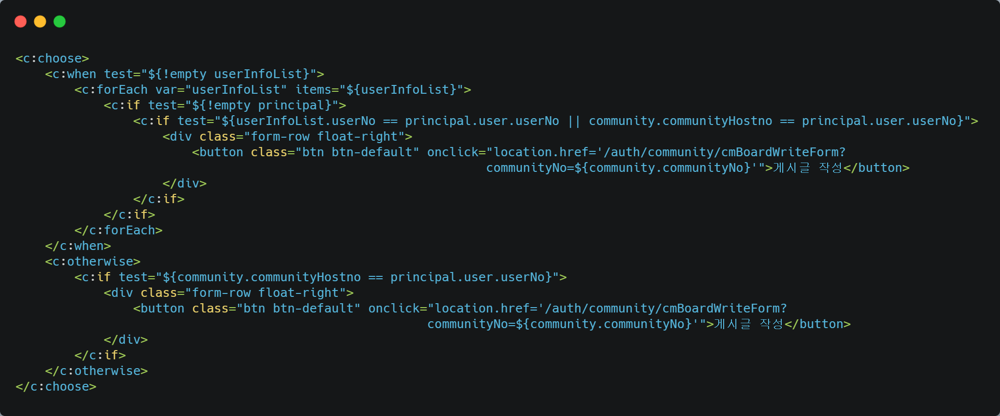 <c:choose>
    <c:when test="${!empty userInfoList}">
        <c:forEach var="userInfoList" items="${userInfoList}">
            <c:if test="${!empty principal}">
                <c:if test="${userInfoList.userNo == principal.user.userNo || community.communityHostno == principal.user.userNo}">
                    <div class="form-row float-right">
                        <button class="btn btn-default" onclick="location.href='/auth/community/cmBoardWriteForm?
                                                                communityNo=${community.communityNo}'">게시글 작성</button>
                    </div>
                </c:if>
            </c:if>
        </c:forEach>
    </c:when>
    <c:otherwise>
        <c:if test="${community.communityHostno == principal.user.userNo}">
            <div class="form-row float-right">
                <button class="btn btn-default" onclick="location.href='/auth/community/cmBoardWriteForm?
                                                        communityNo=${community.communityNo}'">게시글 작성</button>
            </div>
        </c:if>
    </c:otherwise>
</c:choose>